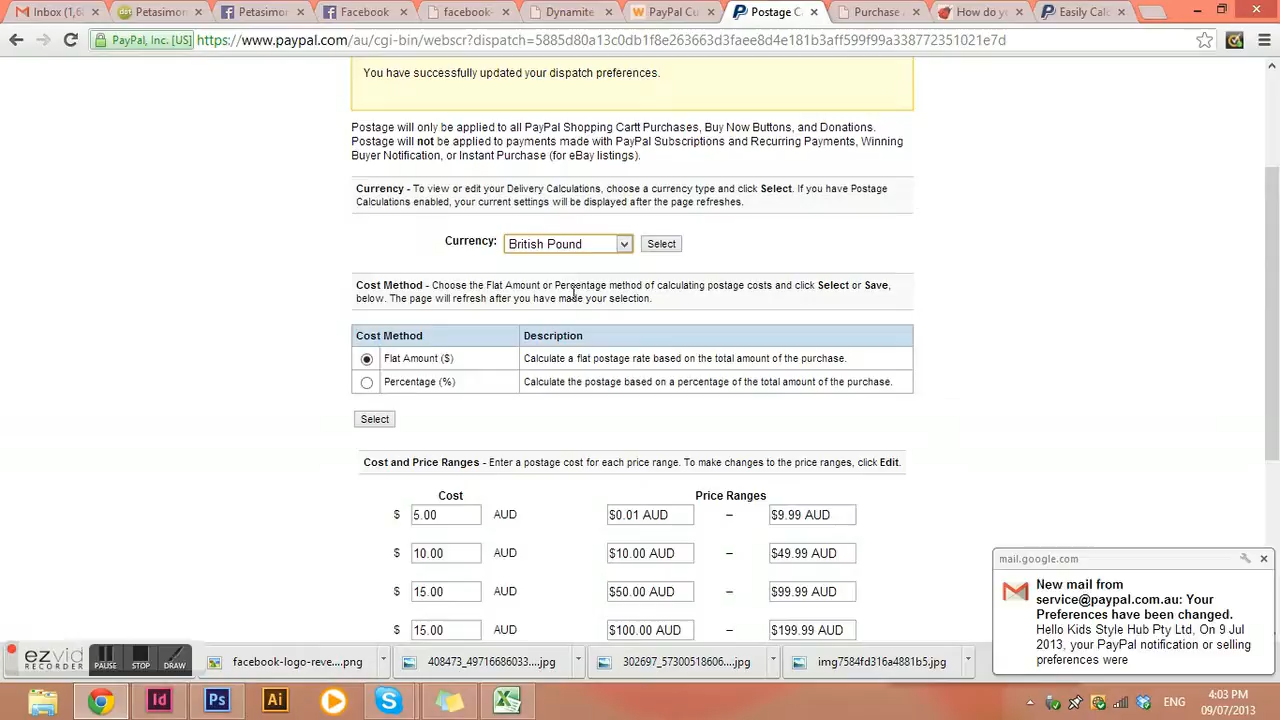 Inbox (1,6
Petasimon
Petasimon
Facebook
facebook-
Dynamite
PayPal Cu
Postage C
Purchase a
How do y
Easily Calc
PayPal, Inc. [US]
https://www.paypal.com/au/cgi-bin/webscr?dispatch=5885d80a13c0db1f8e263663d3faee8d4e181b3aff599f99a338772351021e7d
You have successfully updated your dispatch preferences.
Postage will only be applied to all PayPal Shopping Cartt Purchases, Buy Now Buttons, and Donations.
Postage will not be applied to payments made with PayPal Subscriptions and Recurring Payments, Winning
Buyer Notification, or Instant Purchase (for eBay listings).
Currency - To view or edit your Delivery Calculations, choose a currency type and click Select. If you have Postage
Calculations enabled, your current settings will be displayed after the page refreshes.
Currency: British Pound Select
Cost Method - Choose the Flat Amount or Percentage method of calculating postage costs and click Select or Save,
below. The page will refresh after you have made your selection.
Cost Method Description
Flat Amount ($) Calculate a flat postage rate based on the total amount of the purchase.
Percentage (%) Calculate the postage based on a percentage of the total amount of the purchase.
Select
Cost and Price Ranges - Enter a postage cost for each price range. To make changes to the price ranges, click Edit.
Cost Price Ranges
$ 5.00 AUD $0.01 AUD – $9.99 AUD
$ 10.00 AUD $10.00 AUD – $49.99 AUD
$ 15.00 AUD $50.00 AUD – $99.99 AUD
$ 15.00 AUD $100.00 AUD – $199.99 AUD
mail.google.com
New mail from
service@paypal.com.au: Your
Preferences have been changed.
Hello Kids Style Hub Pty Ltd, On 9 Jul
2013, your PayPal notification or selling
preferences were
ezvid
RECORDER
PAUSE
STOP
DRAW
facebook-logo-reve....png
408473_49716686033....jpg
302697_57300518606....jpg
img7584fd316a4881b5.jpg
Id
Ps
Ai
ENG
4:03 PM
09/07/2013